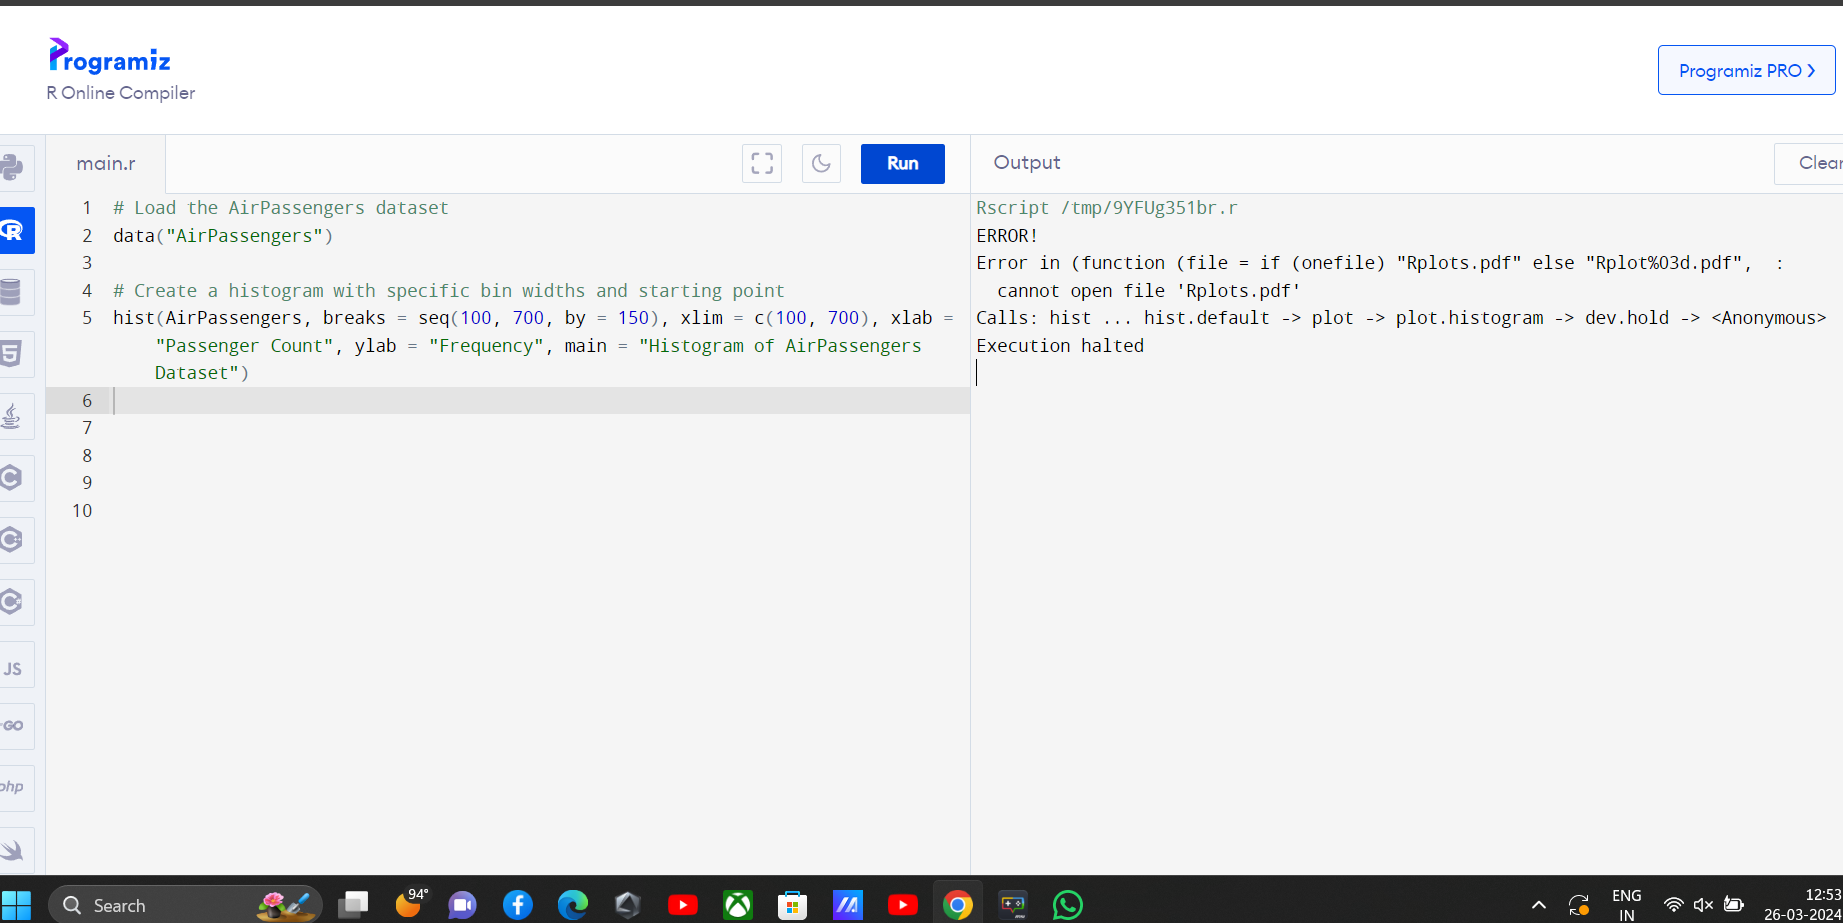 Programiz
R Online Compiler
Programiz PRO
main.r
Run
Output
Clear
1 # Load the AirPassengers dataset
2 data("AirPassengers")
3
4 # Create a histogram with specific bin widths and starting point
5 hist(AirPassengers, breaks = seq(100, 700, by = 150), xlim = c(100, 700), xlab =
"Passenger Count", ylab = "Frequency", main = "Histogram of AirPassengers
Dataset")
6
7
8
9
10
Rscript /tmp/9YFUg351br.r
ERROR!
Error in (function (file = if (onefile) "Rplots.pdf" else "Rplot%03d.pdf",  :
cannot open file 'Rplots.pdf'
Calls: hist ... hist.default -> plot -> plot.histogram -> dev.hold -> <Anonymous>
Execution halted
R
5
C
C
C
JS
GO
php
Search
94°
ENG
IN
12:53
26-03-2024